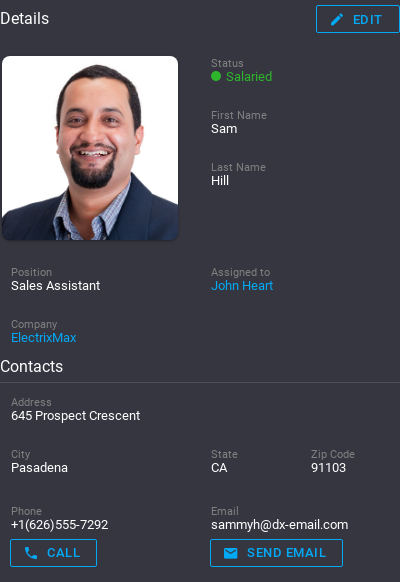 Details
EDIT
Status
Salaried
First Name
Sam
Last Name
Hill
Position
Sales Assistant
Assigned to
John Heart
Company
ElectrixMax
Contacts
Address
645 Prospect Crescent
City
Pasadena
State
CA
Zip Code
91103
Phone
+1(626)555-7292
Email
sammyh@dx-email.com
CALL
SEND EMAIL